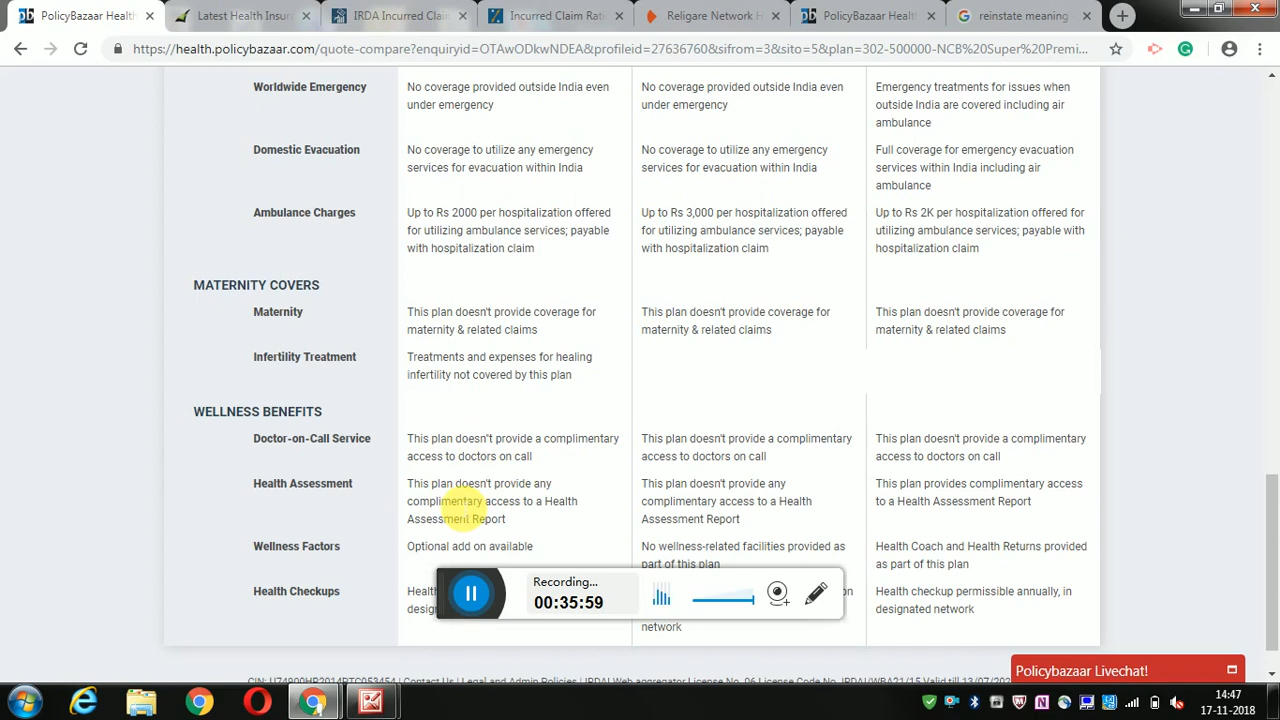 PolicyBazaar Health
Latest Health Insura
IRDA Incurred Clain
Incurred Claim Rati
Religare Network H
PolicyBazaar Health
reinstate meaning
https://health.policybazaar.com/quote-compare?enquiryid=OTAwODkwNDEA&profileid=27636760&sifrom=3&sito=5&plan=302-500000-NCB%20Super%20Premi...
Worldwide Emergency
No coverage provided outside India even
under emergency
No coverage provided outside India even
under emergency
Emergency treatments for issues when
outside India are covered including air
ambulance
Domestic Evacuation
No coverage to utilize any emergency
services for evacuation within India
No coverage to utilize any emergency
services for evacuation within India
Full coverage for emergency evacuation
services within India including air
ambulance
Ambulance Charges
Up to Rs 2000 per hospitalization offered
for utilizing ambulance services; payable
with hospitalization claim
Up to Rs 3,000 per hospitalization offered
for utilizing ambulance services; payable
with hospitalization claim
Up to Rs 2K per hospitalization offered for
utilizing ambulance services; payable with
hospitalization claim
MATERNITY COVERS
Maternity
This plan doesn't provide coverage for
maternity & related claims
This plan doesn't provide coverage for
maternity & related claims
This plan doesn't provide coverage for
maternity & related claims
Infertility Treatment
Treatments and expenses for healing
infertility not covered by this plan
WELLNESS BENEFITS
Doctor-on-Call Service
This plan doesn"t provide a complimentary
access to doctors on call
This plan doesn't provide a complimentary
access to doctors on call
This plan doesn't provide a complimentary
access to doctors on call
Health Assessment
This plan doesn't provide any
complimentary access to a Health
Assessment Report
This plan doesn't provide any
complimentary access to a Health
Assessment Report
This plan provides complimentary access
to a Health Assessment Report
Wellness Factors
Optional add on available
No wellness-related facilities provided as
part of this plan
Health Coach and Health Returns provided
as part of this plan
Health Checkups
network
Health checkup permissible annually, in
designated network
Recording...
00:35:59
Policybazaar Livechat!
14:47
17-11-2018